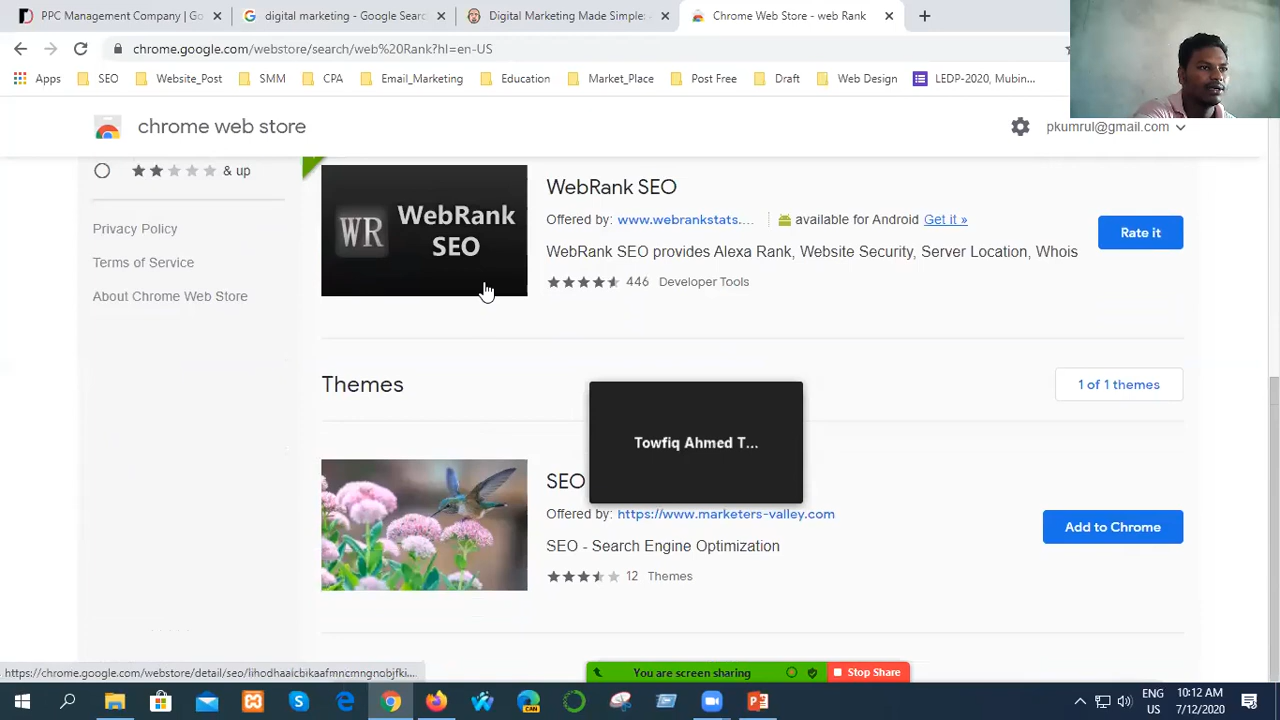 PPC Management Company | Go
digital marketing - Google Searc
Digital Marketing Made Simple:
Chrome Web Store - web Rank
chrome.google.com/webstore/search/web%20Rank?hl=en-US
Apps
SEO
Website_Post
SMM
CPA
Email_Marketing
Education
Market_Place
Post Free
Draft
Web Design
LEDP-2020, Mubin...
chrome web store
pkumrul@gmail.com
& up
Privacy Policy
Terms of Service
About Chrome Web Store
WR WebRank
SEO
WebRank SEO
Offered by: www.webrankstats.... available for Android Get it »
WebRank SEO provides Alexa Rank, Website Security, Server Location, Whois
446 Developer Tools
Rate it
Themes
1 of 1 themes
Towfiq Ahmed T...
SEO
Offered by: https://www.marketers-valley.com
SEO - Search Engine Optimization
12 Themes
Add to Chrome
https://chrome.google.com/webstore/detail/seo/lihodhaalcbikaafmncmngnobjfki...
You are screen sharing
Stop Share
CAN
ENG
US
10:12 AM
7/12/2020